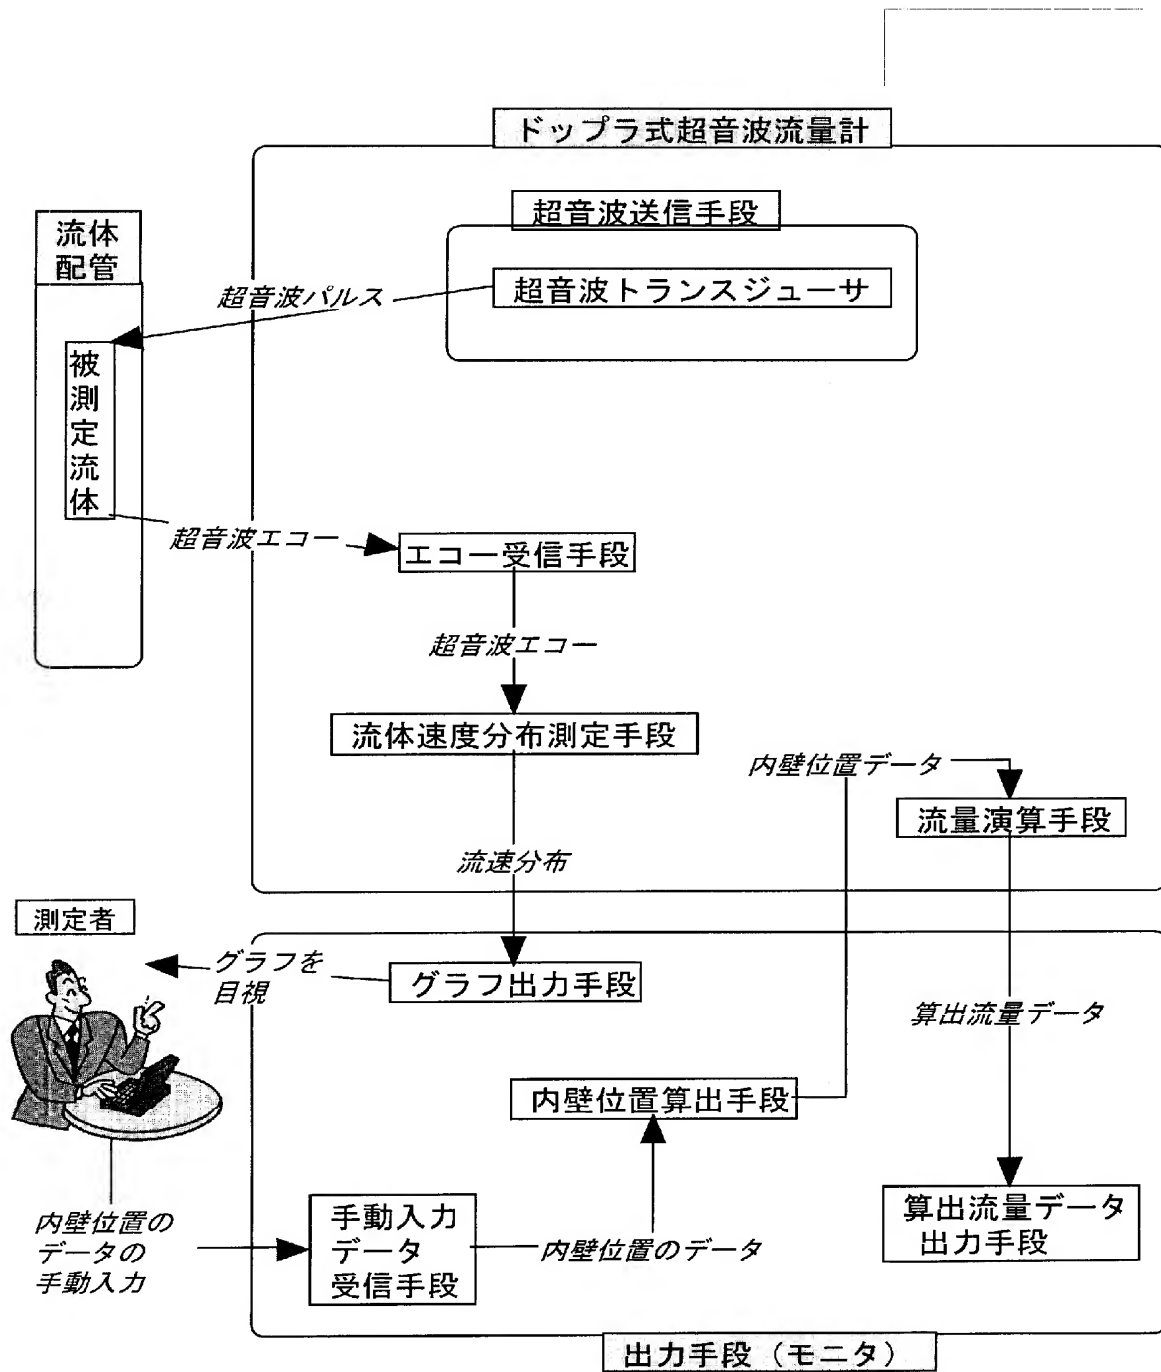 ドップラ式超音波流量計
超音波送信手段
流体
配管
超音波トランスジューサ
超音波パルス
被
測
定
流
体
超音波エコー
エコー受信手段
超音波エコー
流体速度分布測定手段
内壁位置データ
流量演算手段
流速分布
測定者
グラフを
目視
グラフ出力手段
算出流量データ
内壁位置算出手段
内壁位置の
データの
手動入力
手動入力
データ
受信手段
内壁位置のデータ
算出流量データ
出力手段
出力手段（モニタ）